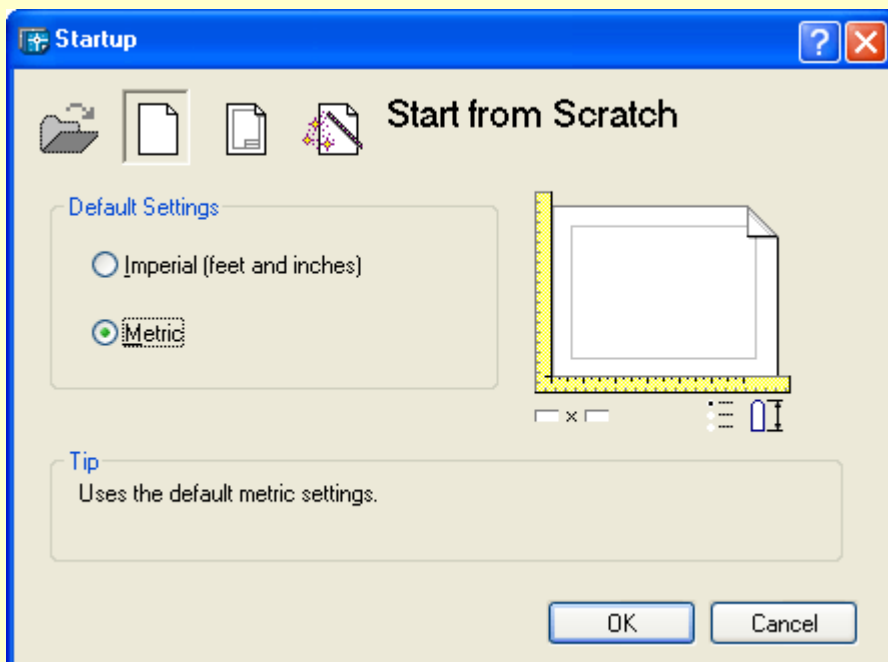 Startup
Start from Scratch
Default Settings
Imperial (feet and inches)
Metric
Tip
Uses the default metric settings.
OK
Cancel